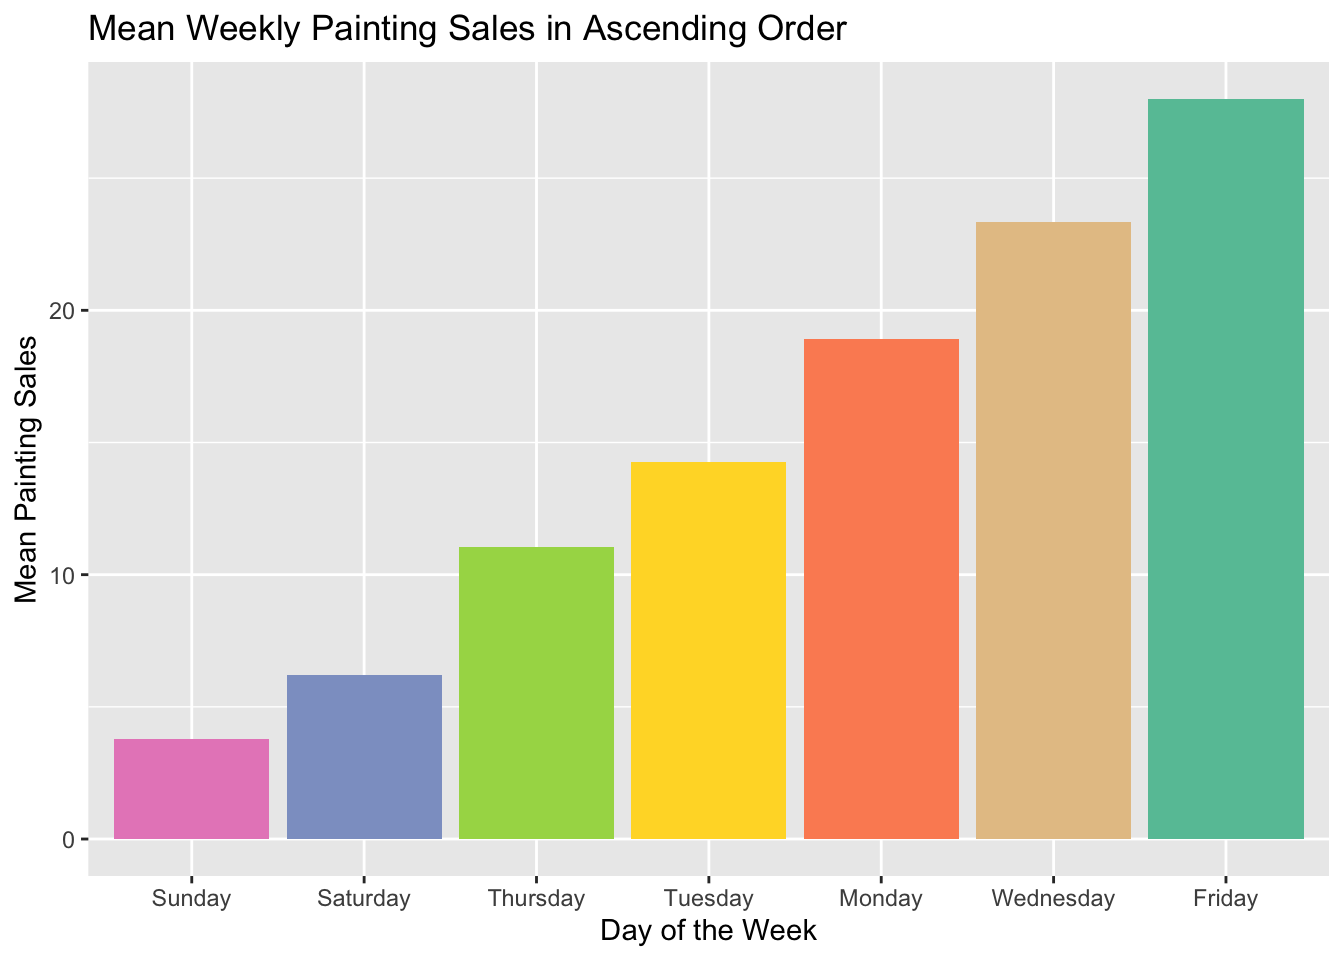 Mean Weekly Painting Sales in Ascending Order
Mean Painting Sales
20
10
0
Sunday Saturday Thursday Tuesday Monday Wednesday Friday
Day of the Week